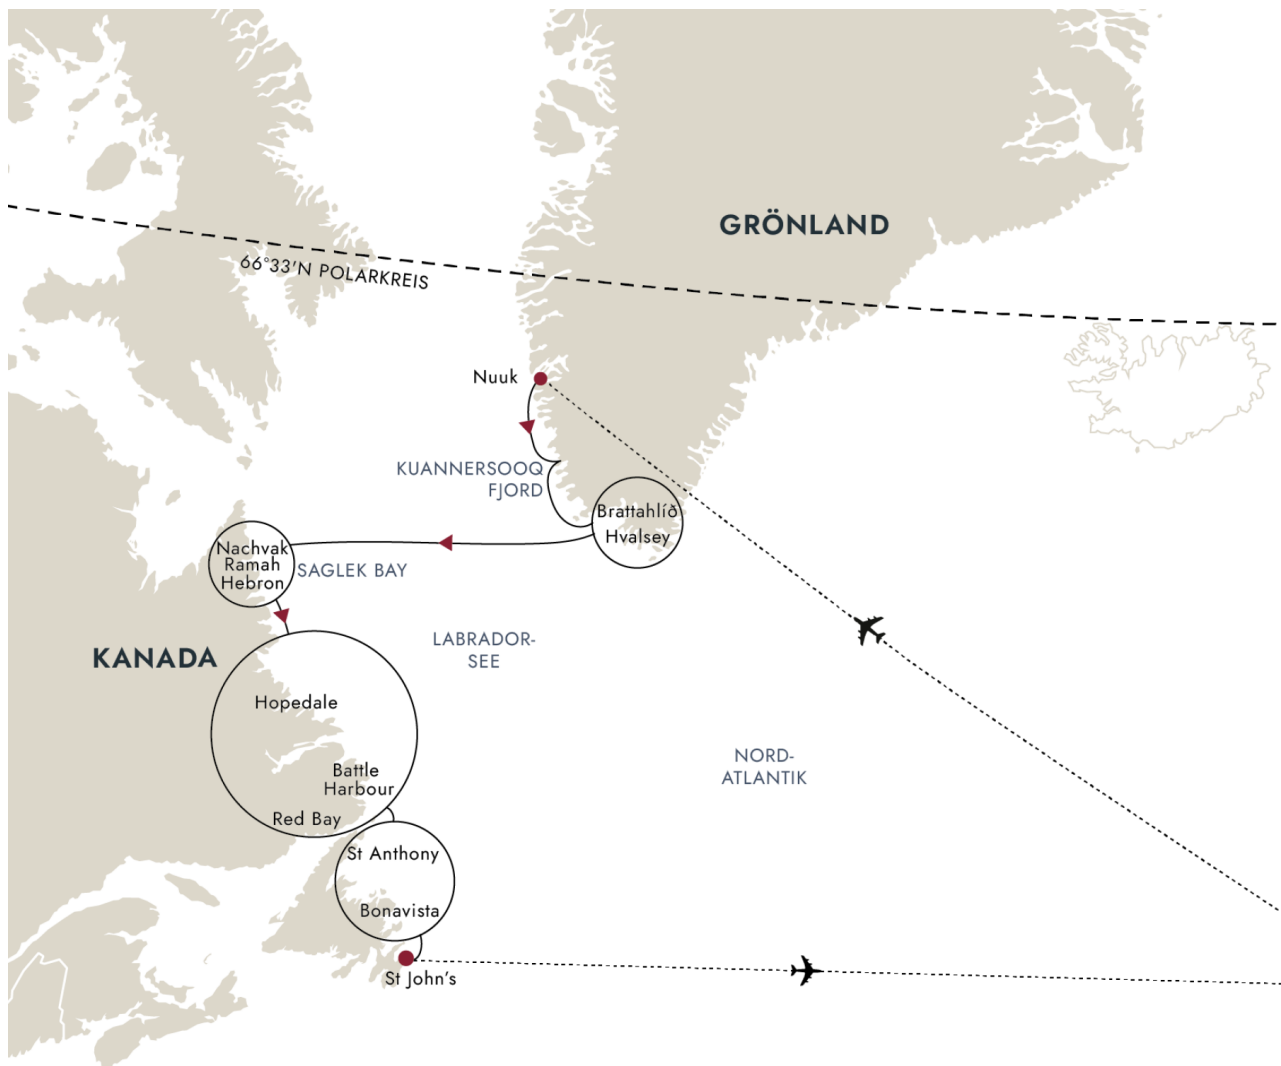 GRÖNLAND
66°33'N POLARKREIS
Nuuk
KUANNERSOOQ
FJORD
Brattahlíð
Hvalsey
Nachvak
Ramah
Hebron
SAGLEK BAY
LABRADOR-
SEE
KANADA
Hopedale
NORD-
ATLANTIK
Battle
Harbour
Red Bay
St Anthony
Bonavista
St John's